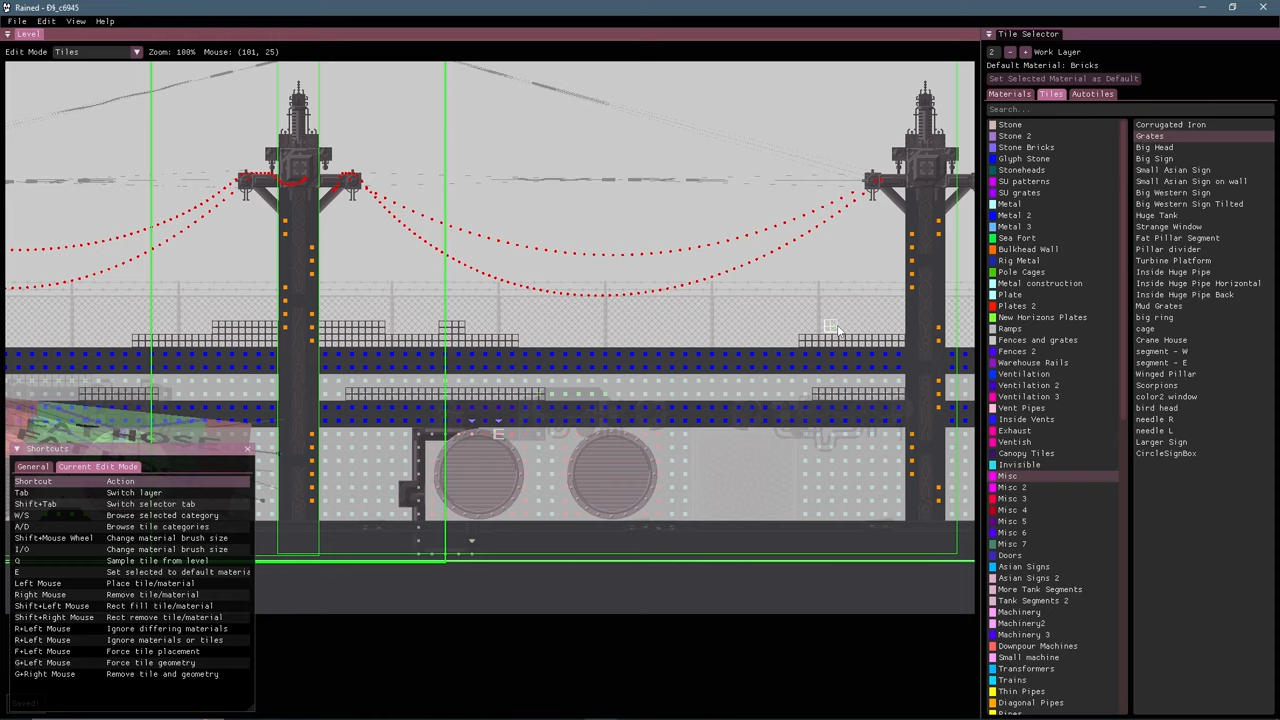 Rained - Ð§_c6945
File Edit View Help
Level
Edit Mode Tiles Zoom: 100% Mouse: (101, 25)
E
Shortcuts
General Current Edit Mode
Shortcut Action
Tab Switch layer
Shift+Tab Switch selector tab
W/S Browse selected category
A/D Browse tile categories
Shift+Mouse Wheel Change material brush size
I/O Change material brush size
Q Sample tile from level
E Set selected to default materia
Left Mouse Place tile/material
Right Mouse Remove tile/material
Shift+Left Mouse Rect fill tile/material
Shift+Right Mouse Rect remove tile/material
R+Left Mouse Ignore differing materials
R+Left Mouse Ignore materials or tiles
F+Left Mouse Force tile placement
G+Left Mouse Force tile geometry
G+Right Mouse Remove tile and geometry
Saved!
Tile Selector
2 - + Work Layer
Default Material: Bricks
Set Selected Material as Default
Materials Tiles Autotiles
Search...
Stone
Stone 2
Stone Bricks
Glyph Stone
Stoneheads
SU patterns
SU grates
Metal
Metal 2
Metal 3
Sea Fort
Bulkhead Wall
Rig Metal
Pole Cages
Metal construction
Plate
Plates 2
New Horizons Plates
Ramps
Fences and grates
Fences 2
Warehouse Rails
Ventilation
Ventilation 2
Ventilation 3
Vent Pipes
Inside Vents
Exhaust
Ventish
Canopy Tiles
Invisible
Misc
Misc 2
Misc 3
Misc 4
Misc 5
Misc 6
Misc 7
Doors
Asian Signs
Asian Signs 2
More Tank Segments
Tank Segments 2
Machinery
Machinery2
Machinery 3
Downpour Machines
Small machine
Transformers
Trains
Thin Pipes
Diagonal Pipes
Pipes
Corrugated Iron
Grates
Big Head
Big Sign
Small Asian Sign
Small Asian Sign on wall
Big Western Sign
Big Western Sign Tilted
Huge Tank
Strange Window
Fat Pillar Segment
Pillar divider
Turbine Platform
Inside Huge Pipe
Inside Huge Pipe Horizontal
Inside Huge Pipe Back
Mud Grates
big ring
cage
Crane House
segment - W
segment - E
Winged Pillar
Scorpions
color2 window
bird head
needle R
needle L
Larger Sign
CircleSignBox